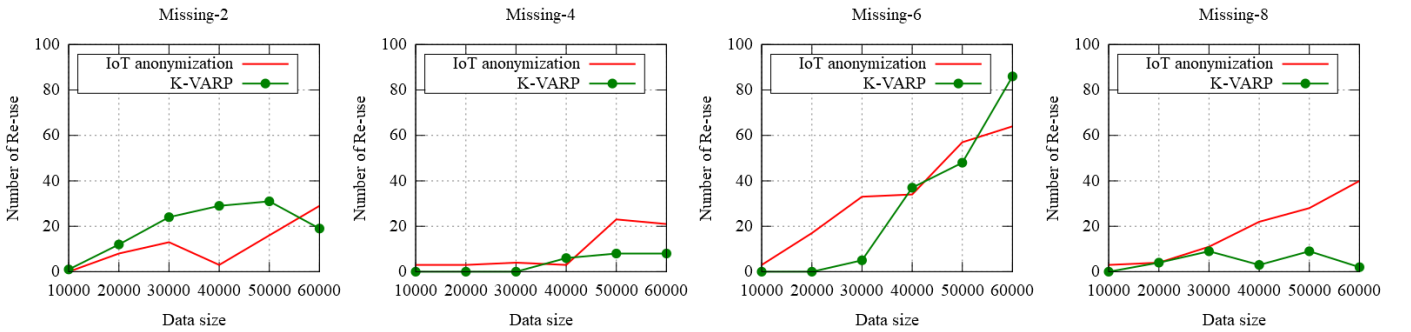 Missing-2
100
80
60
40
20
0
Number of Re-use
IoT anonymization
K-VARP
10000 20000 30000 40000 50000 60000
Data size
Missing-4
100
80
60
40
20
0
Number of Re-use
IoT anonymization
K-VARP
10000 20000 30000 40000 50000 60000
Data size
Missing-6
100
80
60
40
20
0
Number of Re-use
IoT anonymization
K-VARP
10000 20000 30000 40000 50000 60000
Data size
Missing-8
100
80
60
40
20
0
Number of Re-use
IoT anonymization
K-VARP
10000 20000 30000 40000 50000 60000
Data size